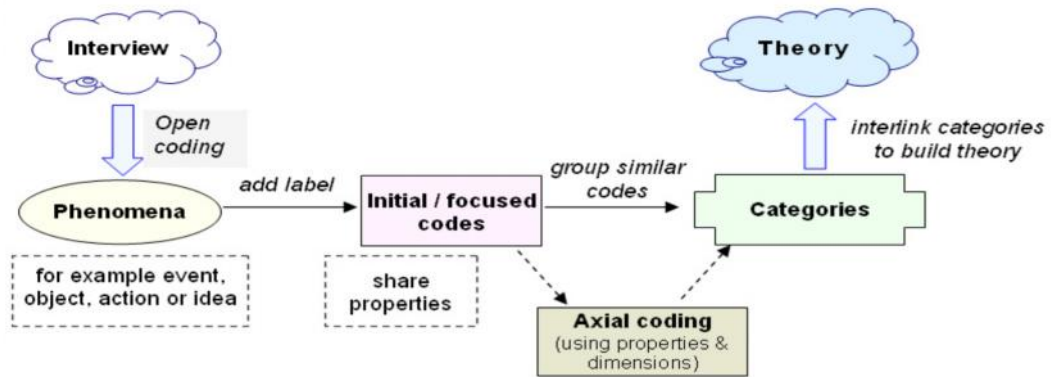 Interview
Theory
Open
coding
interlink categories
to build theory
group similar
codes
add label
Phenomena
Initial / focused
codes
Categories
for example event,
object, action or idea
share
properties
Axial coding
(using properties &
dimensions)